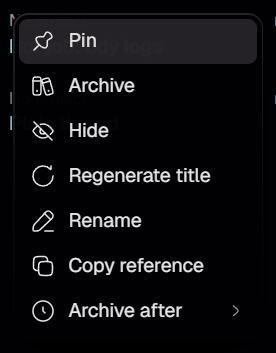 Pin
Archive
Hide
Regenerate title
Rename
Copy reference
Archive after